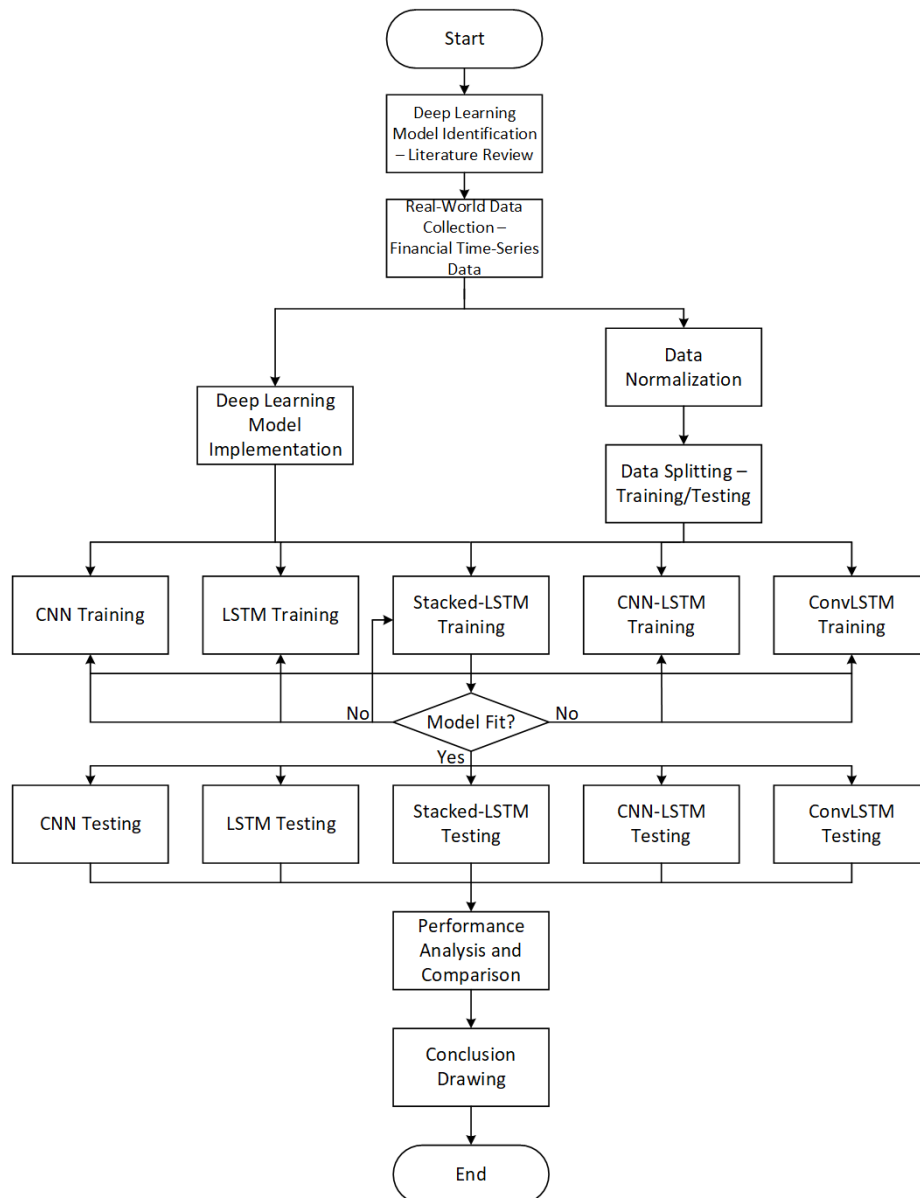 Start
Deep Learning
Model Identification
– Literature Review
Real-World Data
Collection –
Financial Time-Series
Data
Data
Normalization
Deep Learning
Model
Implementation
Data Splitting –
Training/Testing
CNN Training
LSTM Training
Stacked-LSTM
Training
CNN-LSTM
Training
ConvLSTM
Training
No
Model Fit?
No
Yes
CNN Testing
LSTM Testing
Stacked-LSTM
Testing
CNN-LSTM
Testing
ConvLSTM
Testing
Performance
Analysis and
Comparison
Conclusion
Drawing
End